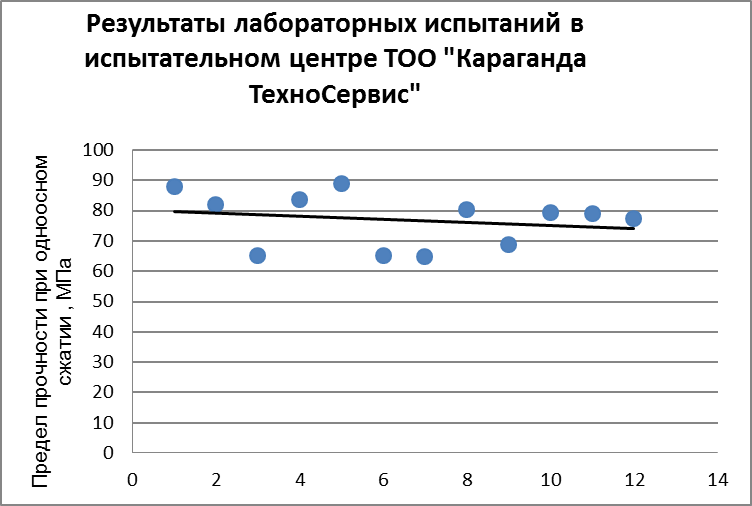 Результаты лабораторных испытаний в
испытательном центре ТОО "Караганда
ТехноСервис"
Предел прочности при одноосном
сжатии , МПа
100
90
80
70
60
50
40
30
20
10
0
0 2 4 6 8 10 12 14